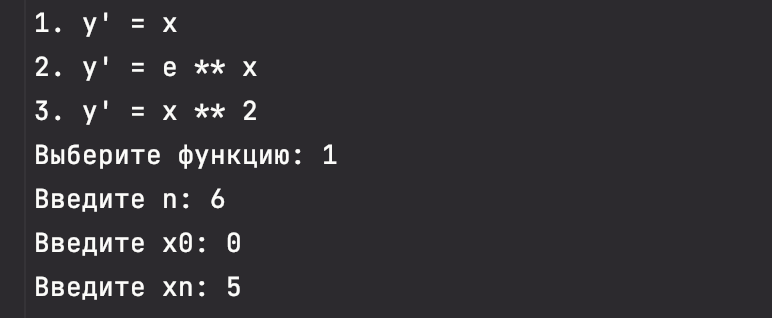 1. y' = x
2. y' = e ** x
3. y' = x ** 2
Выберите функцию: 1
Введите n: 6
Введите x0: 0
Введите xn: 5